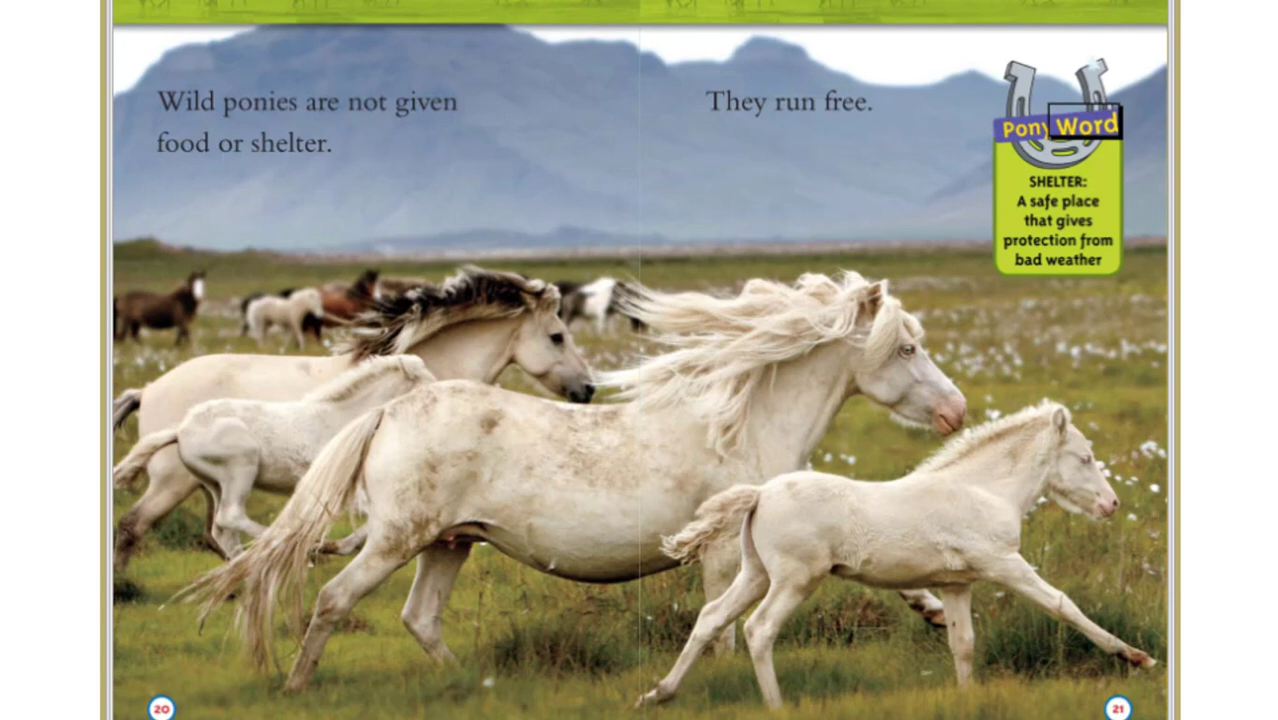 Wild ponies are not given
food or shelter.
They run free.
Pony Word
SHELTER:
A safe place
that gives
protection from
bad weather
20
21